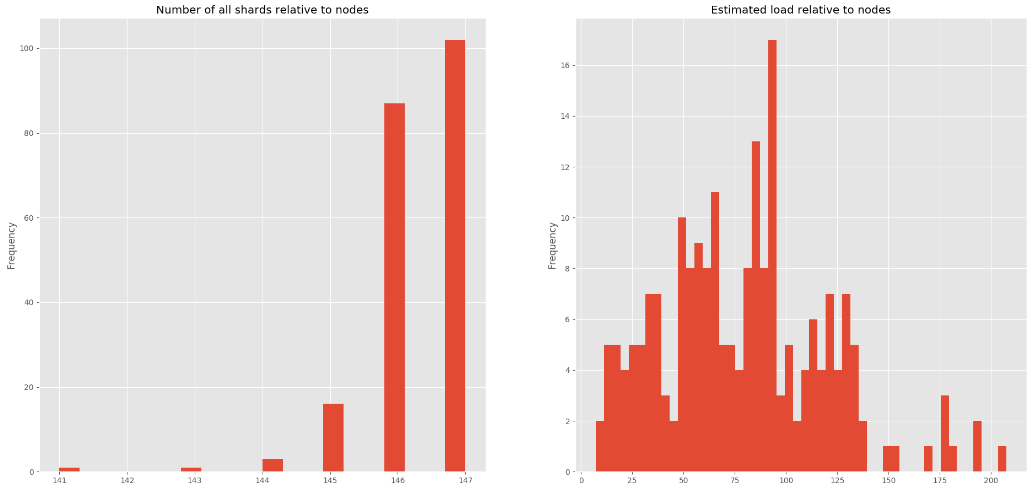 Number of all shards relative to nodes
Frequency
100
80
60
40
20
0
141 142 143 144 145 146 147
Estimated load relative to nodes
Frequency
16
14
12
10
8
6
4
2
0
0 25 50 75 100 125 150 175 200